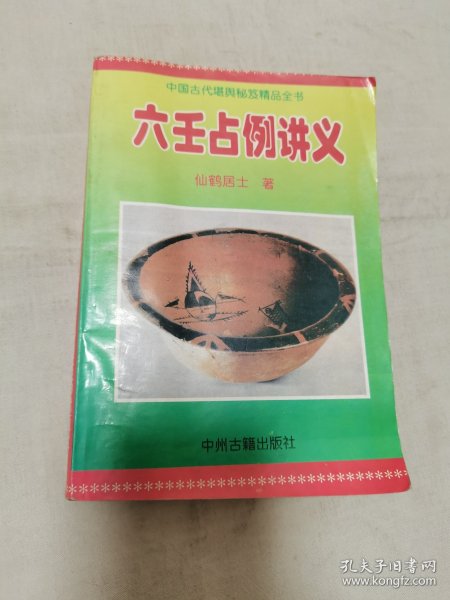 中国古代堪舆秘笈精品全书
六壬占例讲义
仙鹤居士 著
中州古籍出版社
孔夫子旧书网
www.kongfz.com